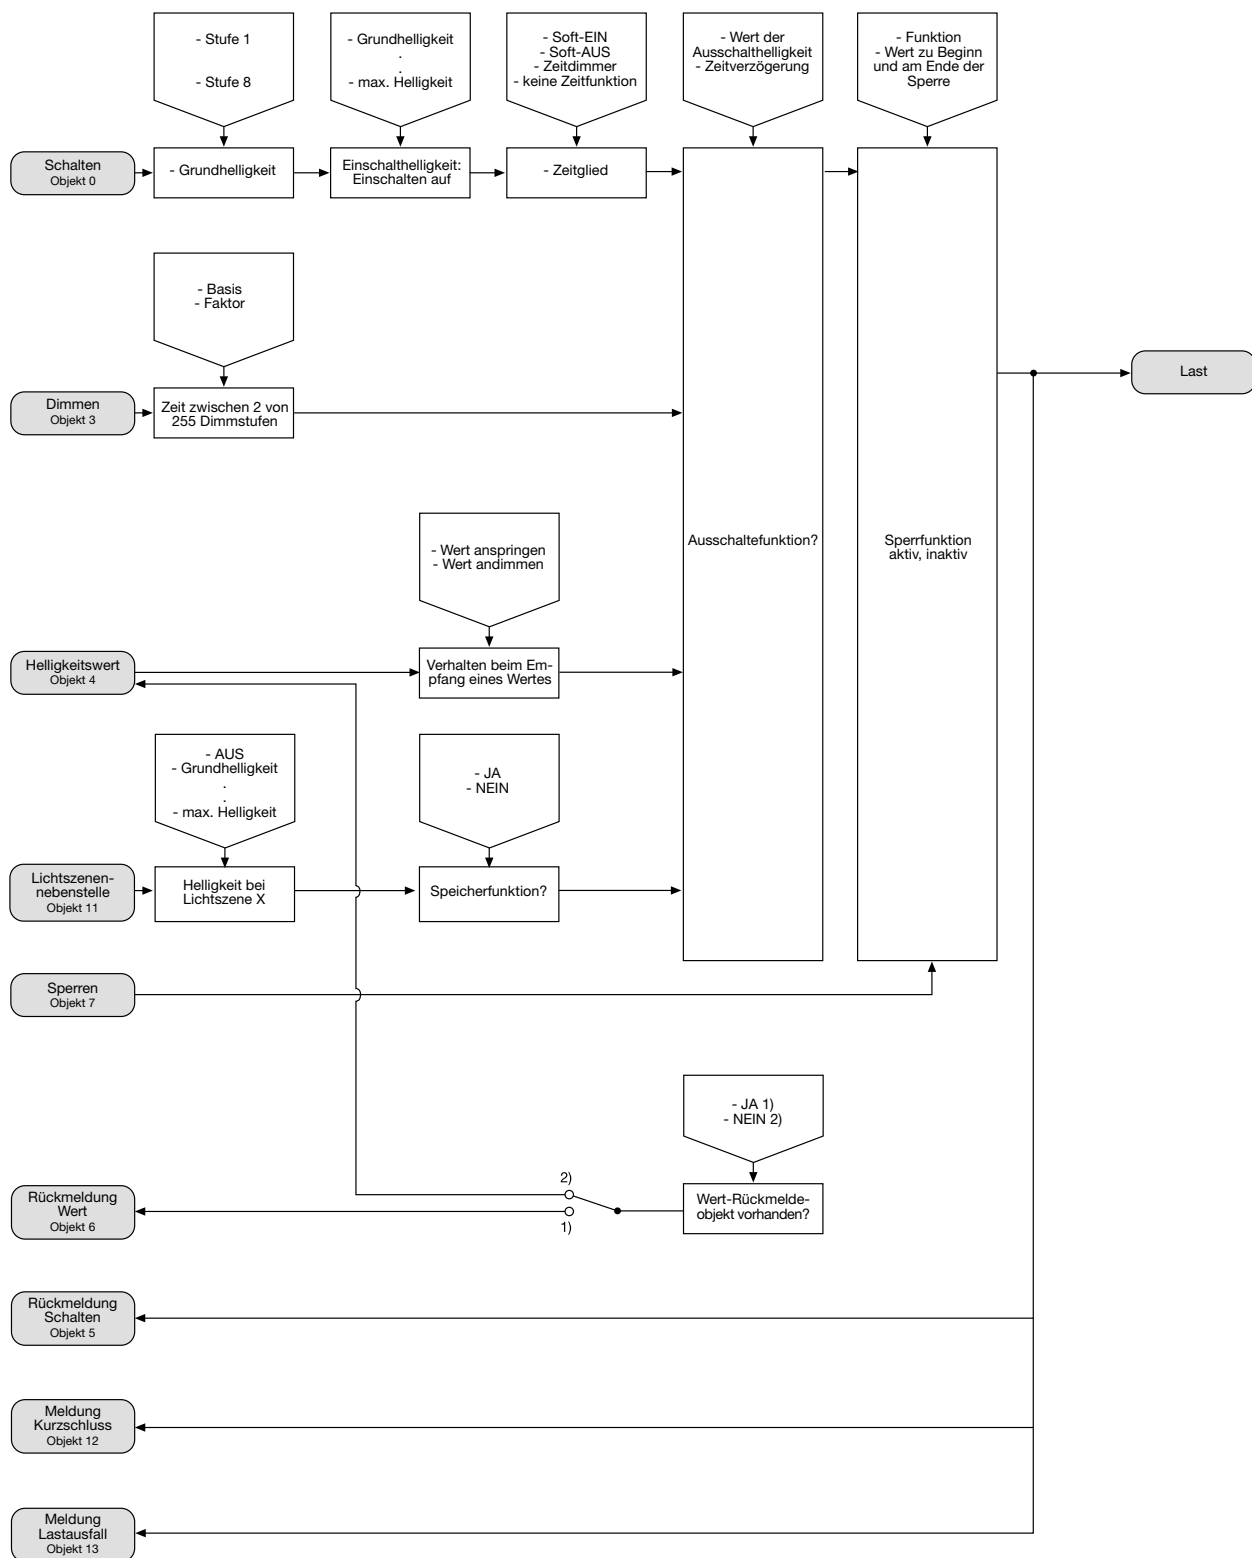 - Stufe 1
- Stufe 8
- Grundhelligkeit
.
.
- max. Helligkeit
- Soft-EIN
- Soft-AUS
- Zeitdimmer
- keine Zeitfunktion
- Wert der
Ausschalthelligkeit
- Zeitverzögerung
- Funktion
- Wert zu Beginn
und am Ende der
Sperre
Schalten
Objekt 0
- Grundhelligkeit
Einschalthelligkeit:
Einschalten auf
- Zeitglied
- Basis
- Faktor
Dimmen
Objekt 3
Zeit zwischen 2 von
255 Dimmstufen
Last
- Wert anspringen
- Wert andimmen
Ausschaltefunktion?
Sperrfunktion
aktiv, inaktiv
Helligkeitswert
Objekt 4
Verhalten beim Em-
pfang eines Wertes
- AUS
- Grundhelligkeit
.
.
- max. Helligkeit
- JA
- NEIN
Lichtszenen-
nebenstelle
Objekt 11
Helligkeit bei
Lichtszene X
Speicherfunktion?
Sperren
Objekt 7
- JA 1)
- NEIN 2)
2)
1)
Wert-Rückmelde-
objekt vorhanden?
Rückmeldung
Wert
Objekt 6
Rückmeldung
Schalten
Objekt 5
Meldung
Kurzschluss
Objekt 12
Meldung
Lastausfall
Objekt 13